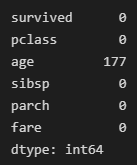 survived 0
pclass 0
age 177
sibsp 0
parch 0
fare 0
dtype: int64